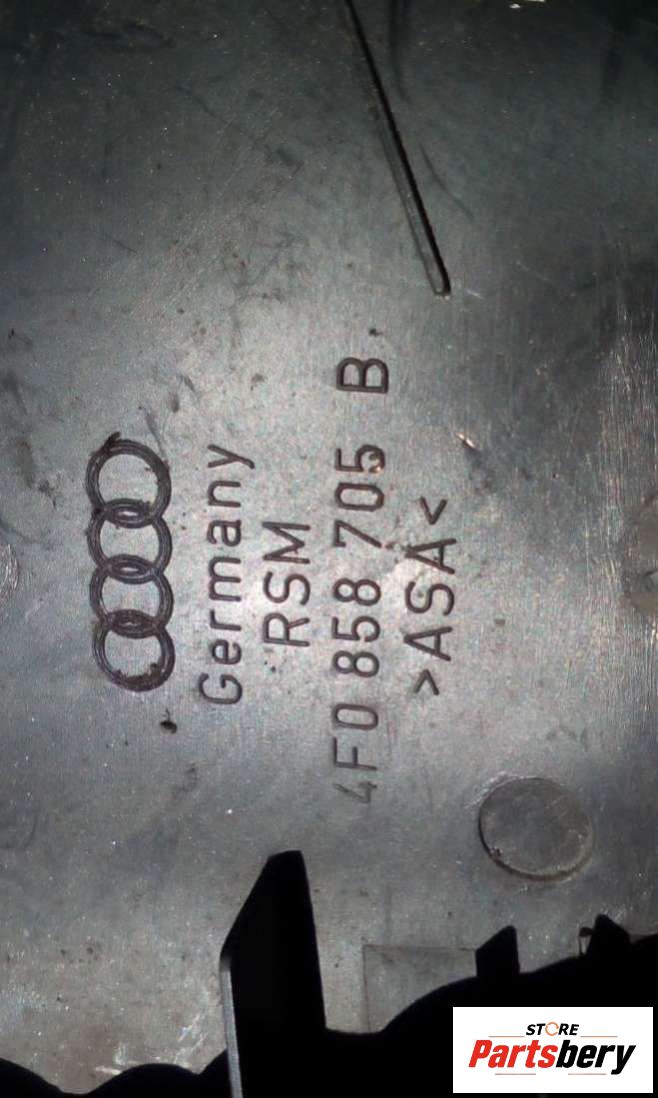 Germany
RSM
4F0 858 705 B
>ASA<
STORE
Partsbery